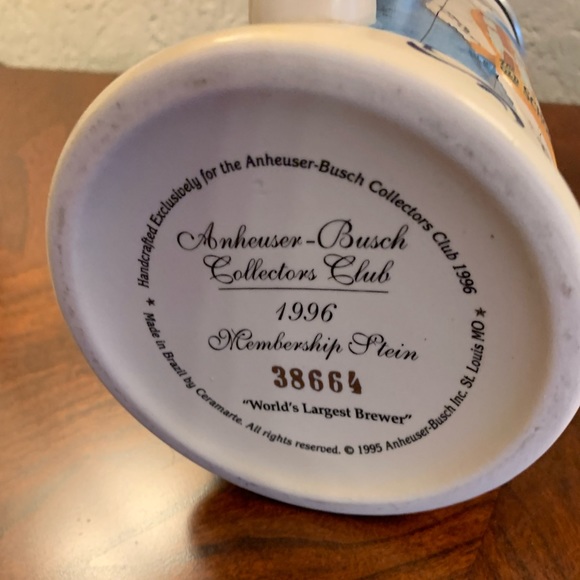 Handcrafted Exclusively for the Anheuser-Busch Collectors Club 1996
Anheuser-Busch
Collectors Club
1996
Membership Stein
38664
"World's Largest Brewer"
★ Made in Brazil by Ceramarte. All rights reserved. © 1995 Anheuser-Busch Inc. St. Louis MO ★